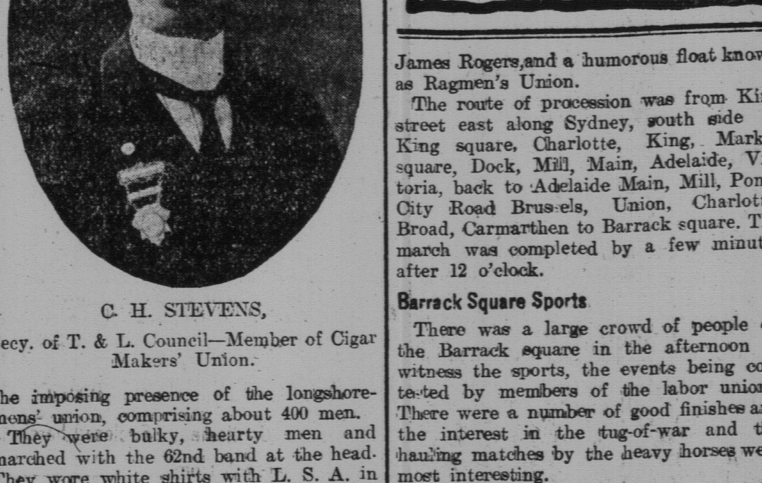 C. H. STEVENS,
ecy. of T. & L. Council—Member of Cigar
Makers' Union.
he imposing presence of the longshore-
mens' union, comprising about 400 men.
They were bulky, hearty men and
marched with the 62nd band at the head.
They wore white shirts with L. S. A. in
James Rogers,and a humorous float know
as Ragmen's Union.
The route of procession was from Ki
street east along Sydney, south side
King square, Charlotte, King, Mark
square, Dock, Mill, Main, Adelaide, V
toria, back to Adelaide Main, Mill, Pon
City Road Brussels, Union, Charlot
Broad, Carmarthen to Barrack square. T
march was completed by a few minut
after 12 o'clock.
Barrack Square Sports
There was a large crowd of people
the Barrack square in the afternoon
witness the sports, the events being co
tested by members of the labor union
There were a number of good finishes a
the interest in the tug-of-war and t
hauling matches by the heavy horses we
most interesting.